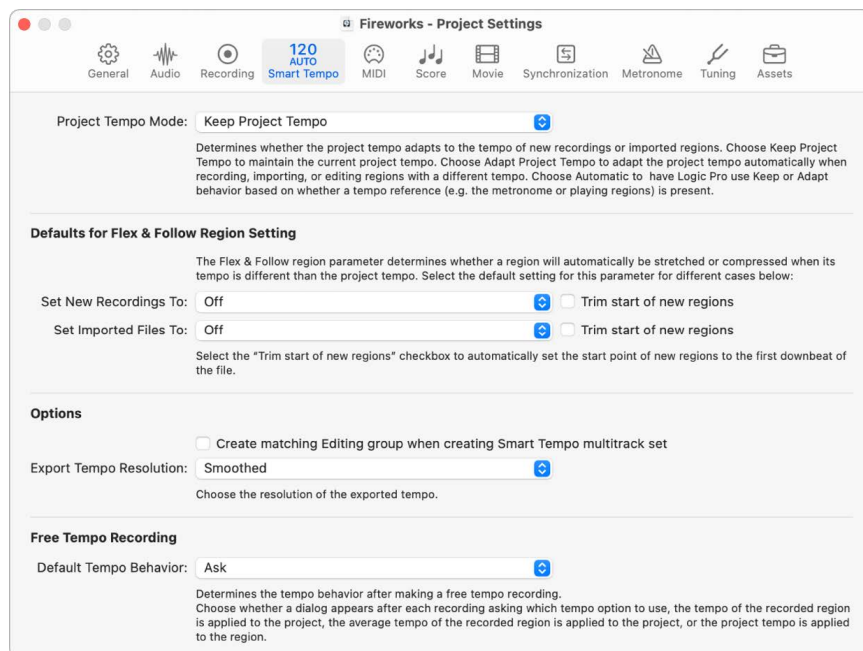 Fireworks - Project Settings
General
Audio
Recording
120
AUTO
Smart Tempo
MIDI
Score
Movie
Synchronization
Metronome
Tuning
Assets
Project Tempo Mode: Keep Project Tempo
Determines whether the project tempo adapts to the tempo of new recordings or imported regions. Choose Keep Project
Tempo to maintain the current project tempo. Choose Adapt Project Tempo to adapt the project tempo automatically when
recording, importing, or editing regions with a different tempo. Choose Automatic to have Logic Pro use Keep or Adapt
behavior based on whether a tempo reference (e.g. the metronome or playing regions) is present.
Defaults for Flex & Follow Region Setting
The Flex & Follow region parameter determines whether a region will automatically be stretched or compressed when its
tempo is different than the project tempo. Select the default setting for this parameter for different cases below:
Set New Recordings To: Off Trim start of new regions
Set Imported Files To: Off Trim start of new regions
Select the “Trim start of new regions” checkbox to automatically set the start point of new regions to the first downbeat of
the file.
Options
Create matching Editing group when creating Smart Tempo multitrack set
Export Tempo Resolution: Smoothed
Choose the resolution of the exported tempo.
Free Tempo Recording
Default Tempo Behavior: Ask
Determines the tempo behavior after making a free tempo recording.
Choose whether a dialog appears after each recording asking which tempo option to use, the tempo of the recorded region
is applied to the project, the average tempo of the recorded region is applied to the project, or the project tempo is applied
to the region.